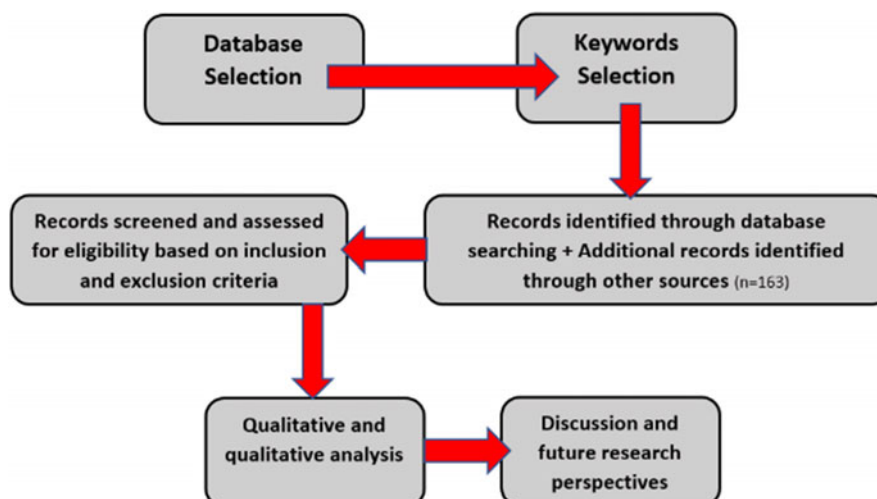 Database
Selection
Keywords
Selection
Records identified through database
searching + Additional records identified
through other sources (n=163)
Records screened and assessed
for eligibility based on inclusion
and exclusion criteria
Qualitative and
qualitative analysis
Discussion and
future research
perspectives